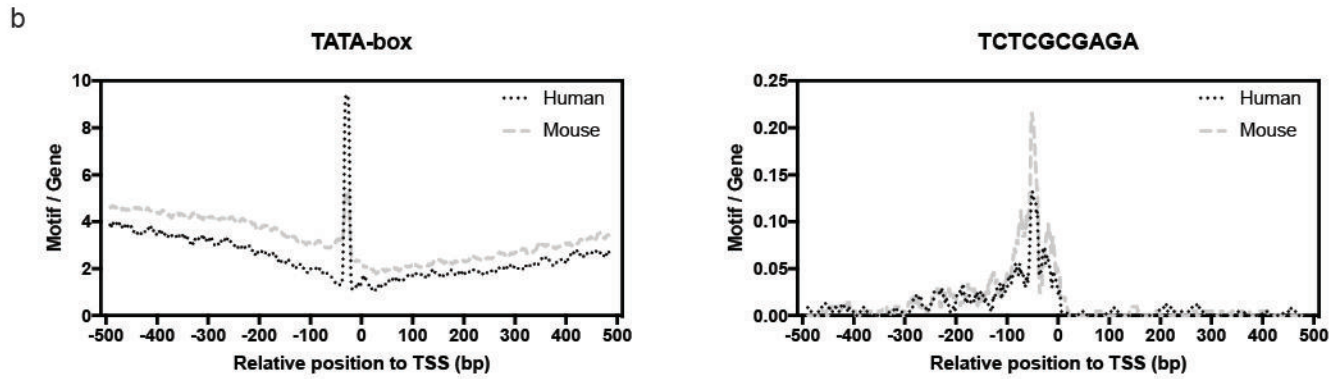 b
TATA-box
10
8
6
4
2
0
Motif / Gene
Human
Mouse
-500 -400 -300 -200 -100 0 100 200 300 400 500
Relative position to TSS (bp)
TCTCGCGAGA
0.25
0.20
0.15
0.10
0.05
0.00
Motif / Gene
Human
Mouse
-500 -400 -300 -200 -100 0 100 200 300 400 500
Relative position to TSS (bp)